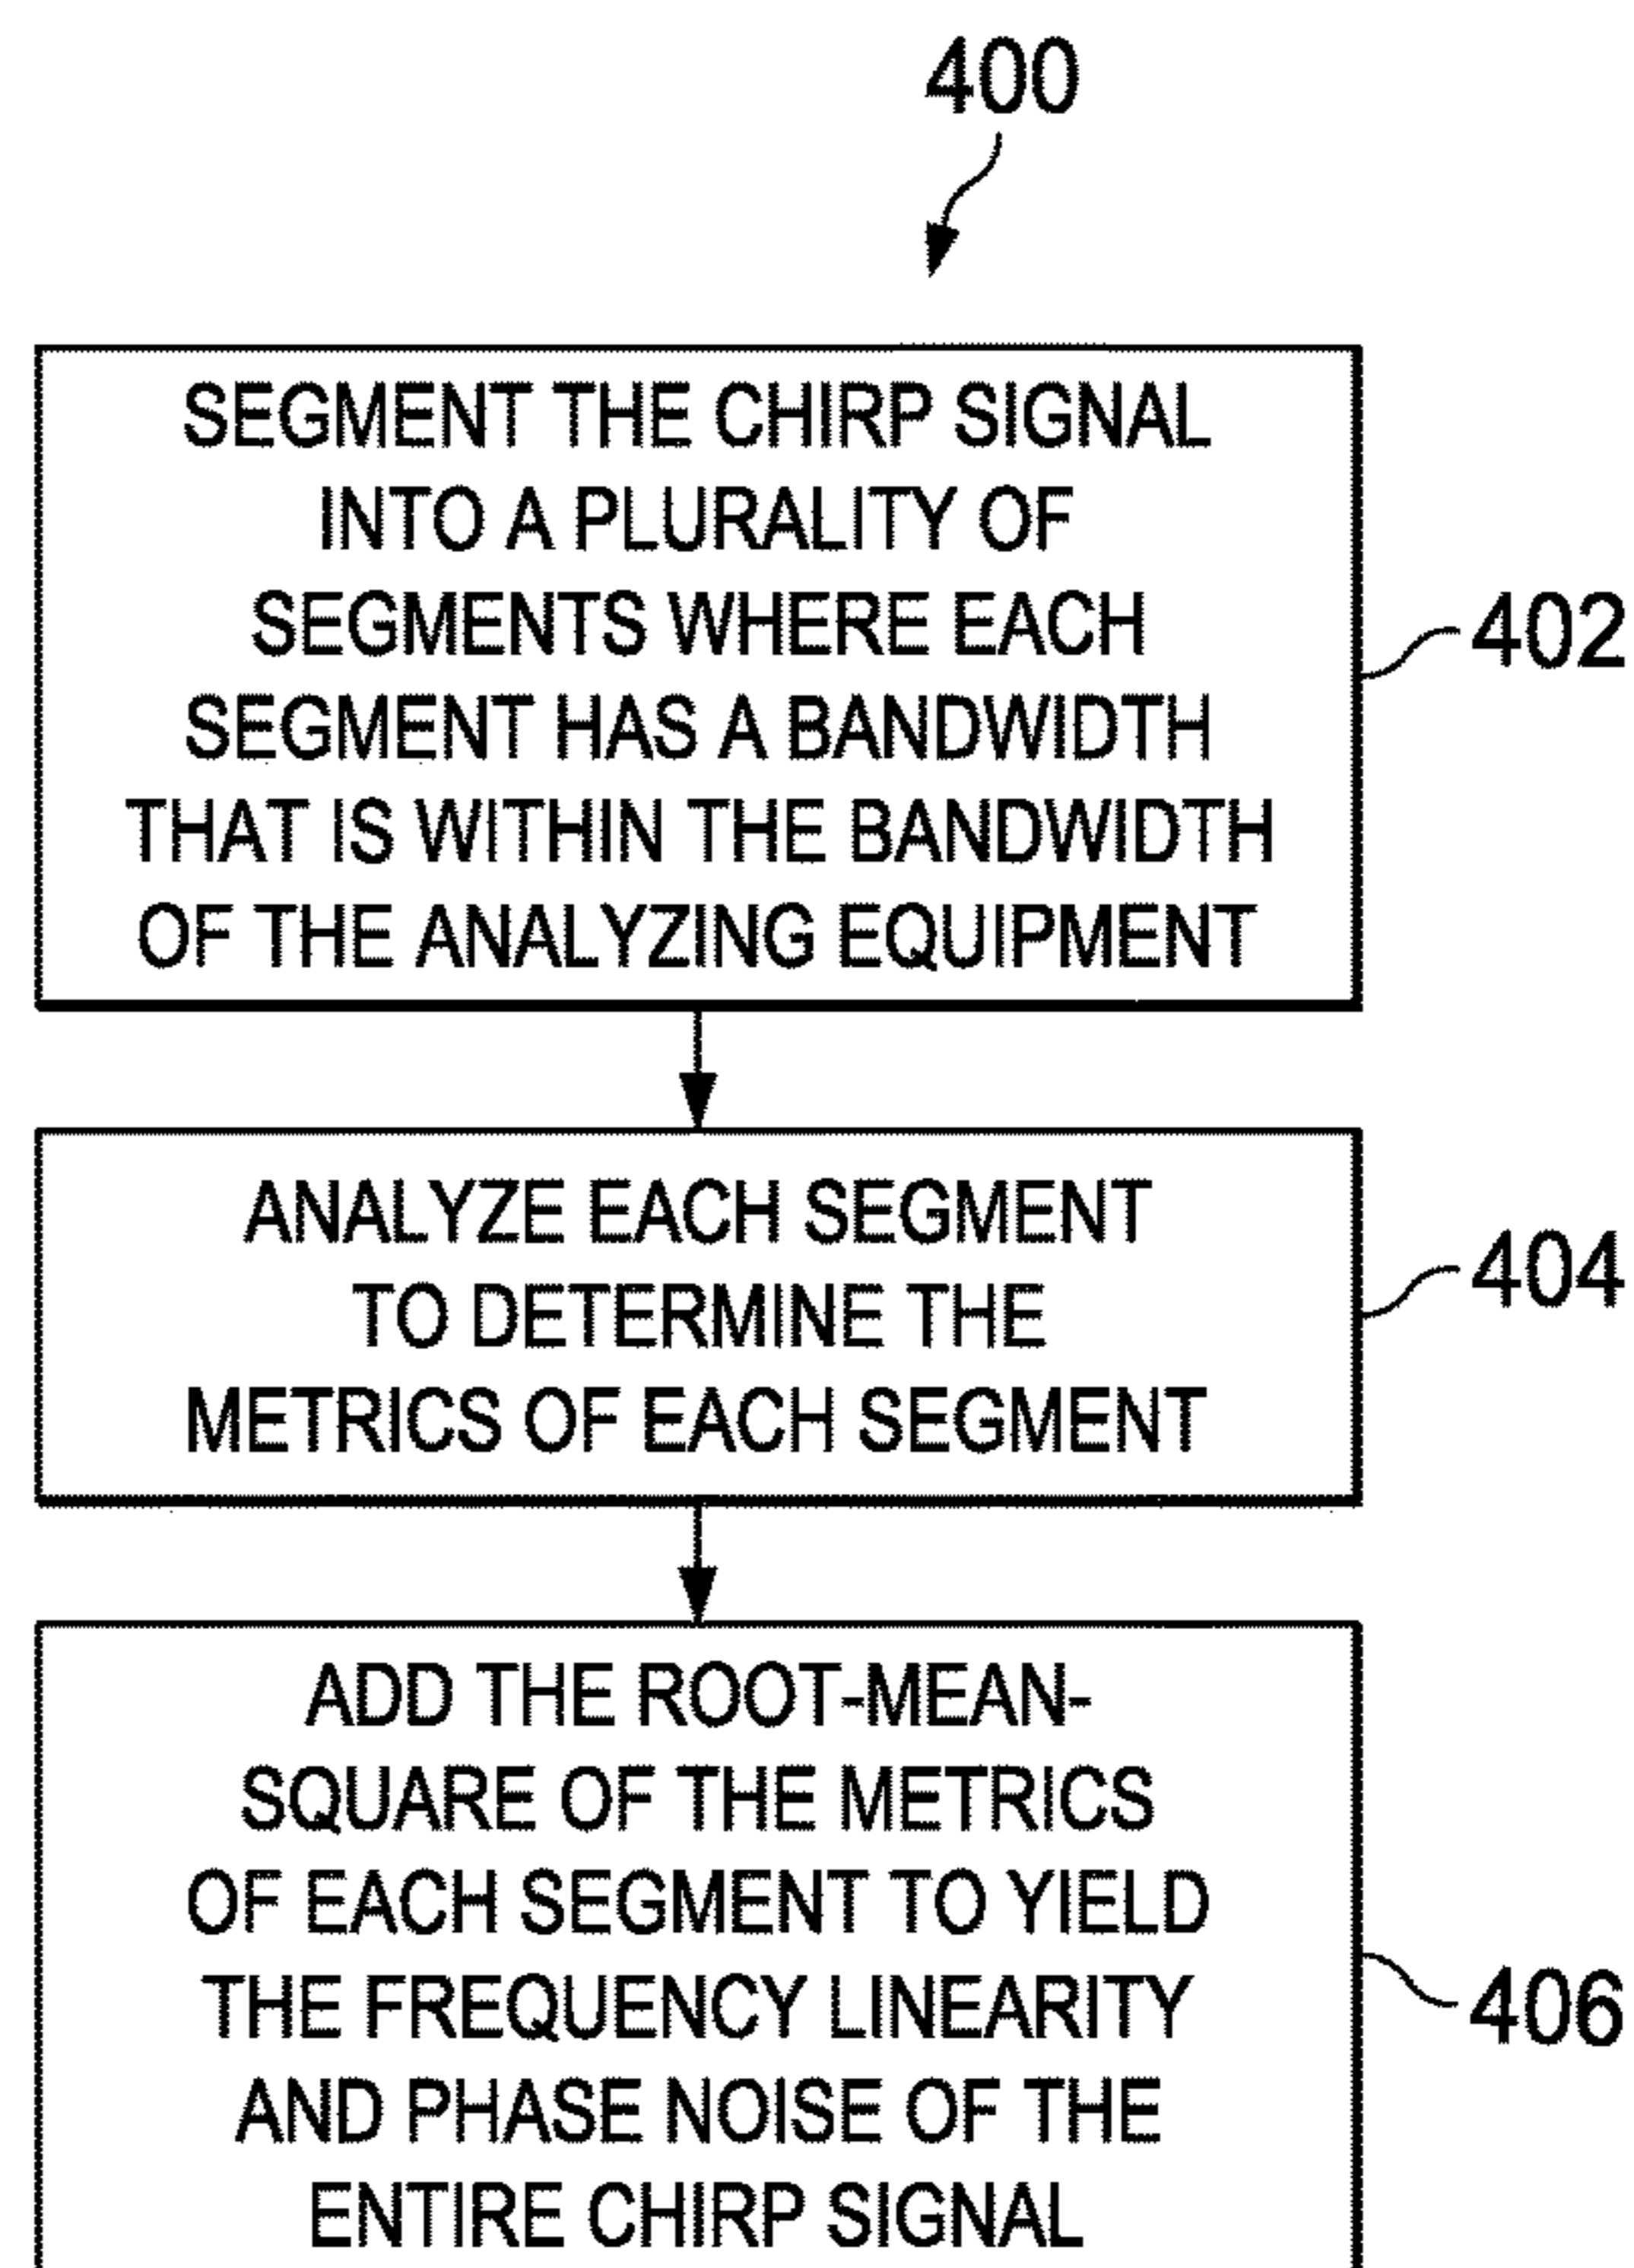 400
SEGMENT THE CHIRP SIGNAL
INTO A PLURALITY OF
SEGMENTS WHERE EACH
SEGMENT HAS A BANDWIDTH
THAT IS WITHIN THE BANDWIDTH
OF THE ANALYZING EQUIPMENT
402
ANALYZE EACH SEGMENT
TO DETERMINE THE
METRICS OF EACH SEGMENT
404
ADD THE ROOT-MEAN-
SQUARE OF THE METRICS
OF EACH SEGMENT TO YIELD
THE FREQUENCY LINEARITY
AND PHASE NOISE OF THE
ENTIRE CHIRP SIGNAL
406